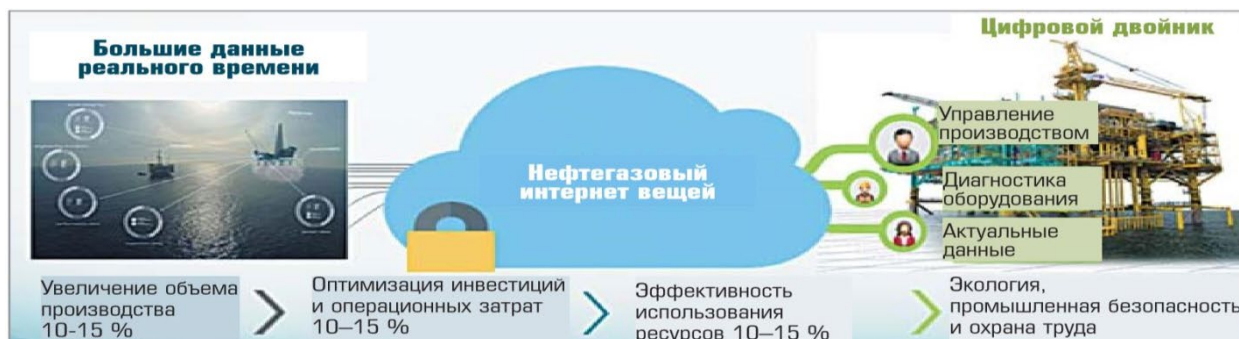 Большие данные
реального времени
Нефтегазовый
интернет вещей
Цифровой двойник
Управление
производством
Диагностика
оборудования
Актуальные
данные
Увеличение объема
производства
10-15 %
Оптимизация инвестиций
и операционных затрат
10–15 %
Эффективность
использования
ресурсов 10–15 %
Экология,
промышленная безопасность
и охрана труда